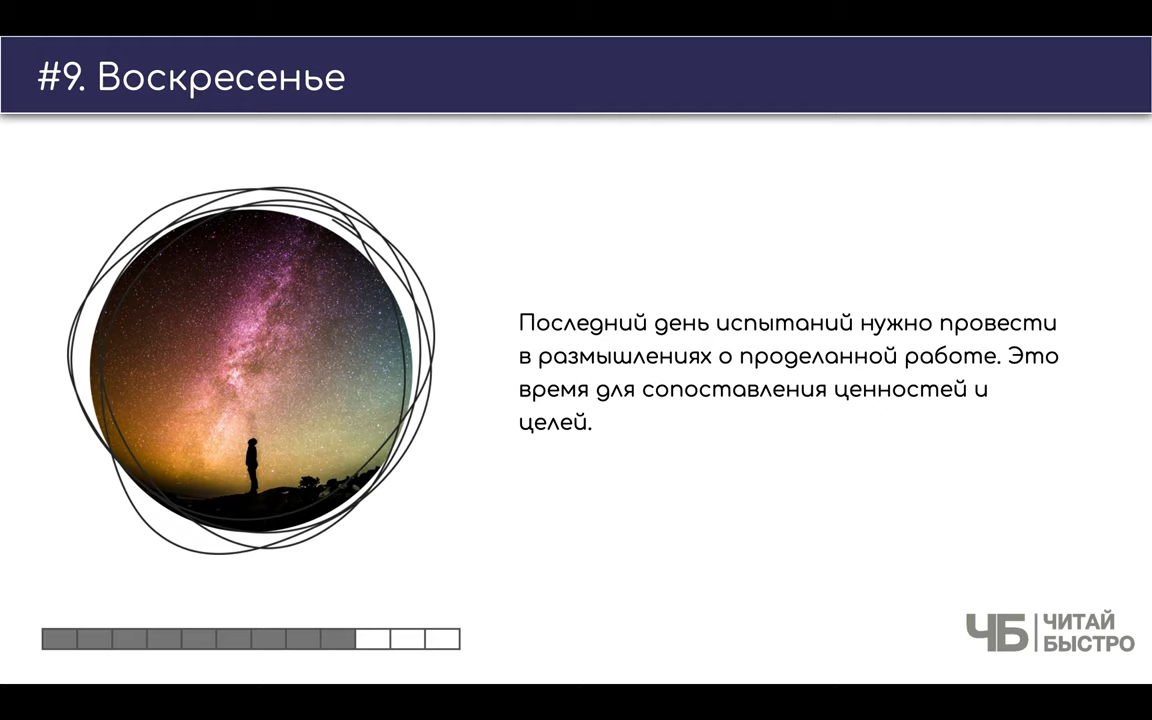 #9. Воскресенье
Последний день испытаний нужно провести
в размышлениях о проделанной работе. Это
время для сопоставления ценностей и
целей.
ЧБ
ЧИТАЙ
БЫСТРО